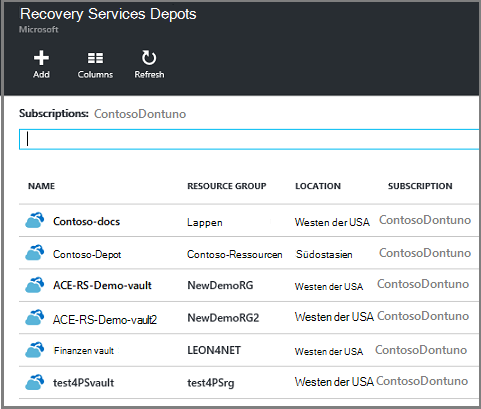 Recovery Services Depots
Microsoft
Add Columns Refresh
Subscriptions: ContosoDontuno
NAME RESOURCE GROUP LOCATION SUBSCRIPTION
Contoso-docs Lappen Westen der USA ContosoDontuno
Contoso-Depot Contoso-Ressourcen Südostasien ContosoDontuno
ACE-RS-Demo-vault NewDemoRG Westen der USA ContosoDontuno
ACE-RS-Demo-vault2 NewDemoRG2 Westen der USA ContosoDontuno
Finanzen vault LEON4NET Westen der USA ContosoDontuno
test4PSvault test4PSrg Westen der USA ContosoDontuno